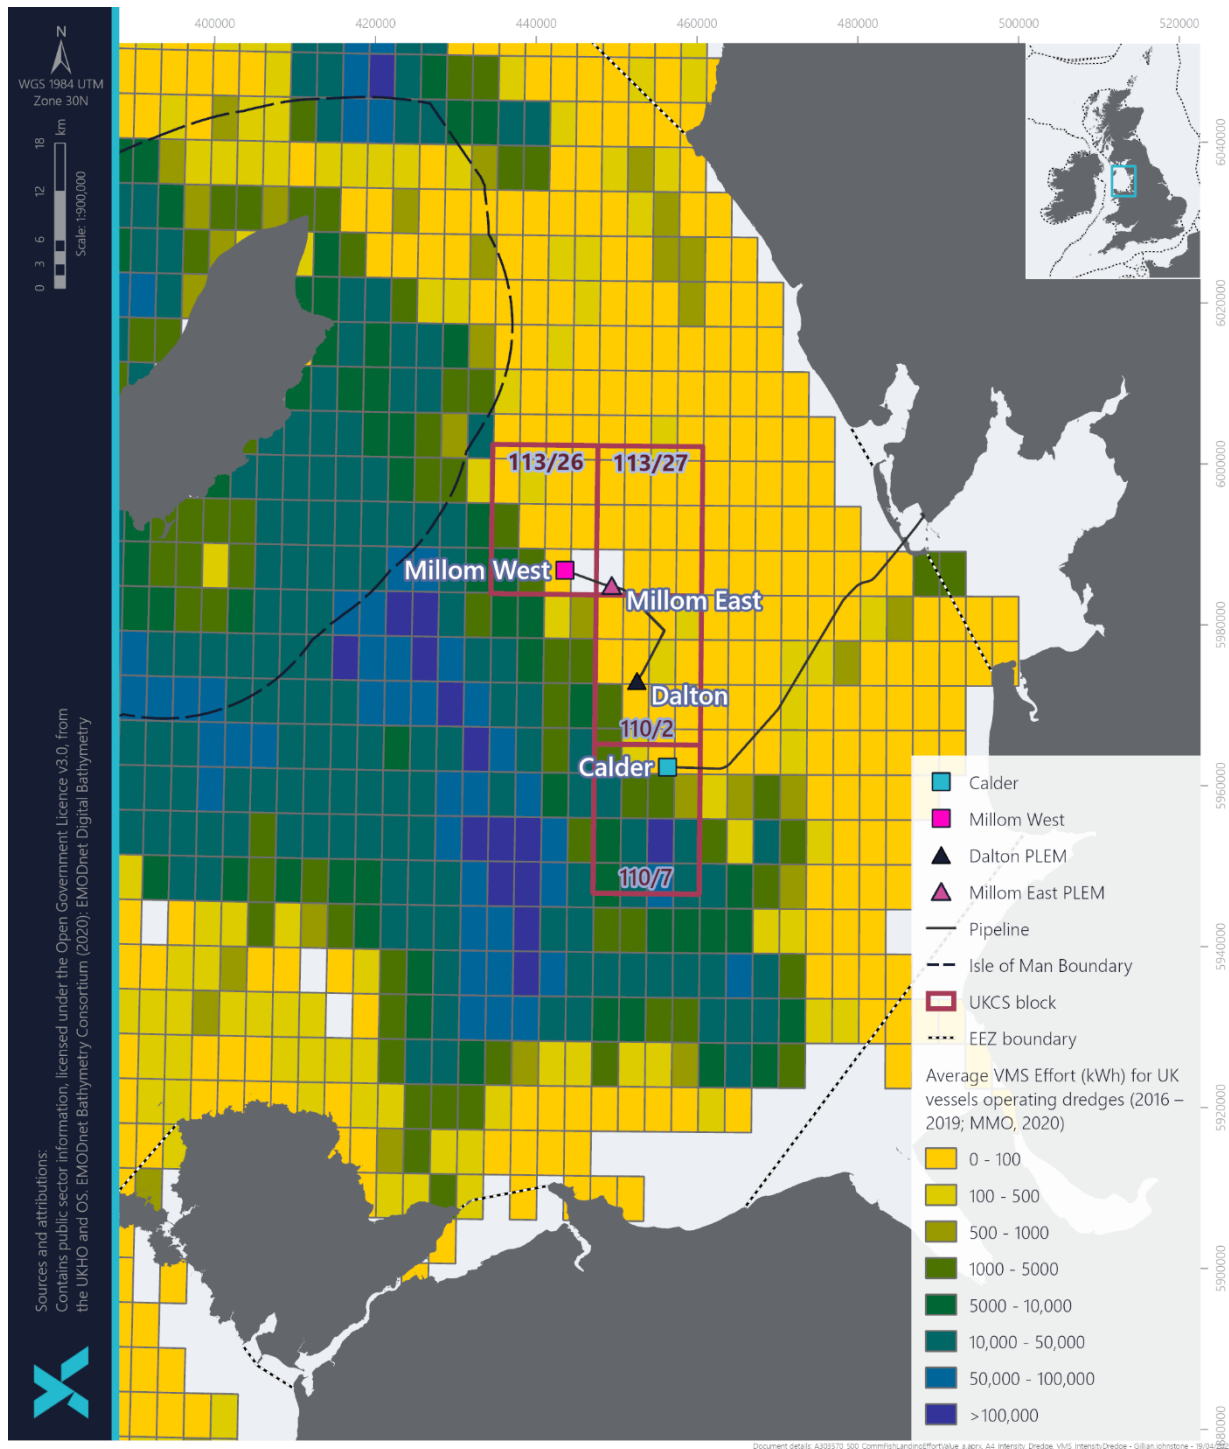 400000
420000
440000
460000
480000
500000
520000
N
WGS 1984 UTM
Zone 30N
0 3 6 12 18 km
Scale: 1:900,000
6040000
6020000
6000000
5980000
5960000
5940000
5920000
5900000
5880000
113/26
113/27
Millom West
Millom East
Dalton
110/2
Calder
110/7
Calder
Millom West
Dalton PLEM
Millom East PLEM
Pipeline
Isle of Man Boundary
UKCS block
EEZ boundary
Average VMS Effort (kWh) for UK
vessels operating dredges (2016 –
2019; MMO, 2020)
0 - 100
100 - 500
500 - 1000
1000 - 5000
5000 - 10,000
10,000 - 50,000
50,000 - 100,000
>100,000
Sources and attributions:
Contains public sector information, licensed under the Open Government Licence v3.0, from
the UKHO and OS. EMODnet Bathymetry Consortium (2020): EMODnet Digital Bathymetry
Document details: A303570_S00_CommfishLandingEffortValue_a.aprx, A4_Intensity_Dredge